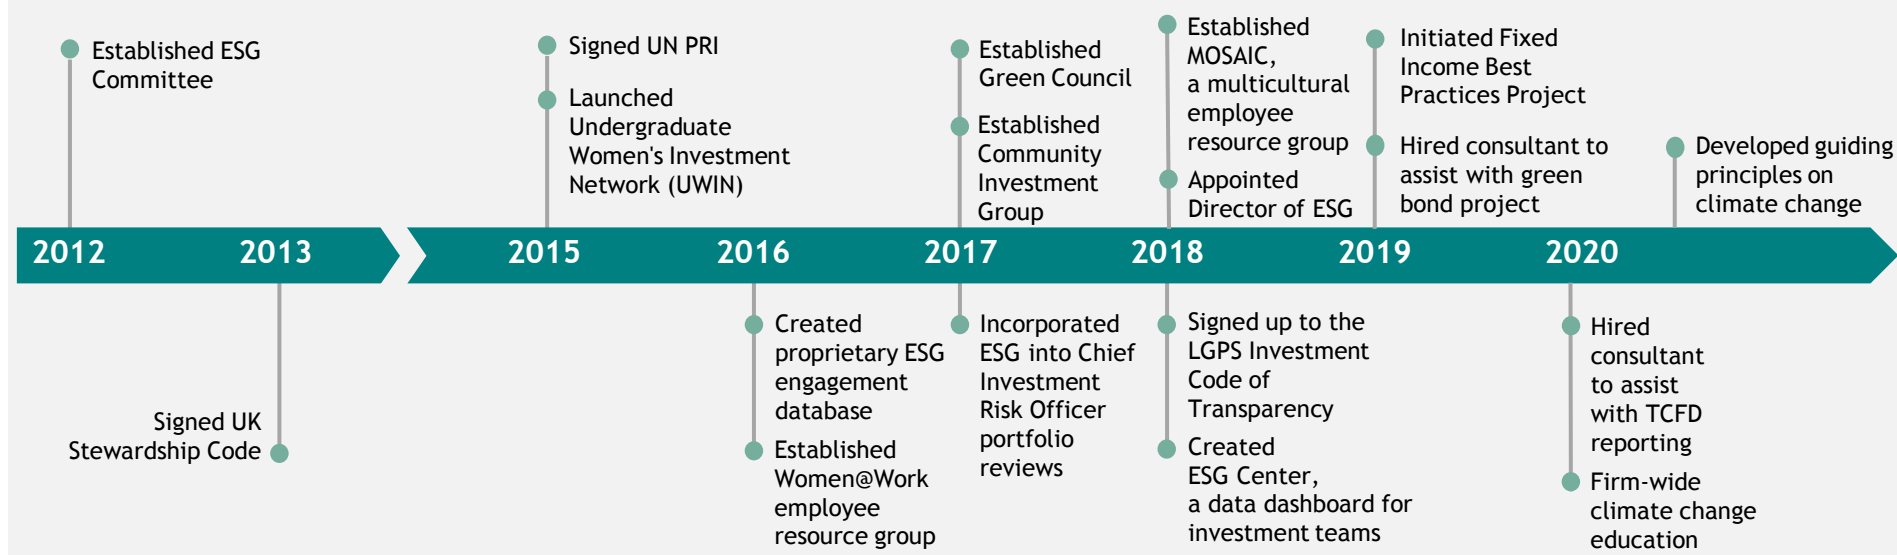 Established ESG
Committee
Signed UN PRI
Launched
Undergraduate
Women's Investment
Network (UWIN)
Established
Green Council
Established
Community
Investment
Group
Established
MOSAIC,
a multicultural
employee
resource group
Appointed
Director of ESG
Initiated Fixed
Income Best
Practices Project
Hired consultant to
assist with green
bond project
Developed guiding
principles on
climate change
2012
2013
2015
2016
2017
2018
2019
2020
Signed UK
Stewardship Code
Created
proprietary ESG
engagement
database
Established
Women@Work
employee
resource group
Incorporated
ESG into Chief
Investment
Risk Officer
portfolio
reviews
Signed up to the
LGPS Investment
Code of
Transparency
Created
ESG Center,
a data dashboard for
investment teams
Hired
consultant
to assist
with TCFD
reporting
Firm-wide
climate change
education